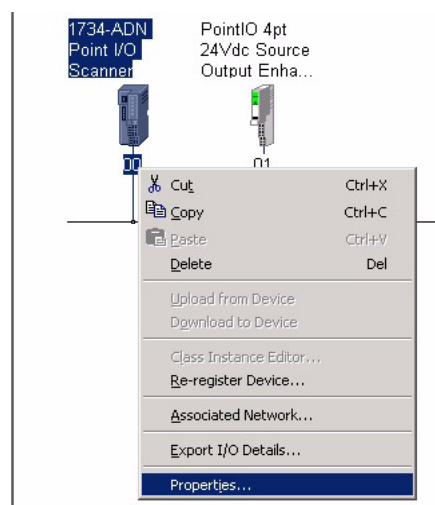 1734-ADN
Point I/O
Scanner
PointIO 4pt
24Vdc Source
Output Enha...
00
01
Cut Ctrl+X
Copy Ctrl+C
Paste Ctrl+V
Delete Del
Upload from Device
Download to Device
Class Instance Editor...
Re-register Device...
Associated Network...
Export I/O Details...
Properties...